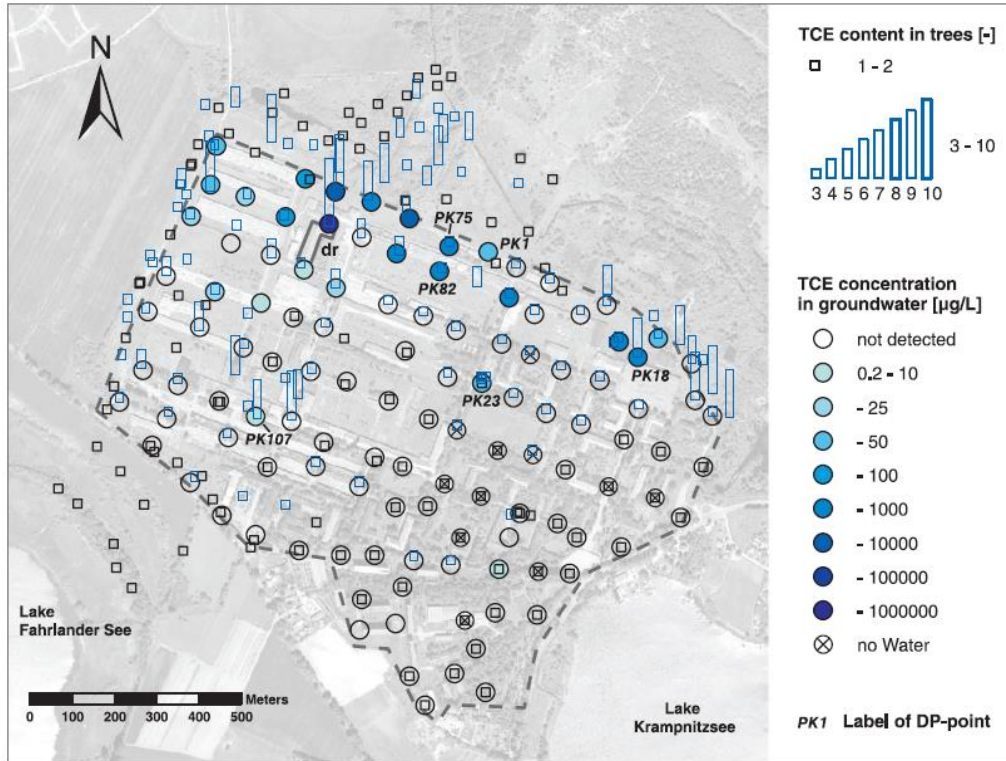 N
PK75
PK1
dr
PK82
PK18
PK23
PK107
Lake
Fahrlander See
Meters
0 100 200 300 400 500
Lake
Krampnitzsee
TCE content in trees [-]
1 - 2
3 - 10
3 4 5 6 7 8 9 10
TCE concentration
in groundwater [µg/L]
not detected
0.2 - 10
- 25
- 50
- 100
- 1000
- 10000
- 100000
- 1000000
no Water
PK1 Label of DP-point